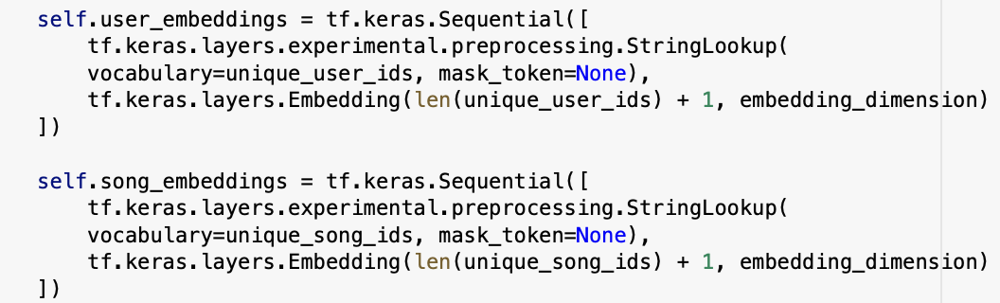 self.user_embeddings = tf.keras.Sequential([
    tf.keras.layers.experimental.preprocessing.StringLookup(
    vocabulary=unique_user_ids, mask_token=None),
    tf.keras.layers.Embedding(len(unique_user_ids) + 1, embedding_dimension)
])

self.song_embeddings = tf.keras.Sequential([
    tf.keras.layers.experimental.preprocessing.StringLookup(
    vocabulary=unique_song_ids, mask_token=None),
    tf.keras.layers.Embedding(len(unique_song_ids) + 1, embedding_dimension)
])